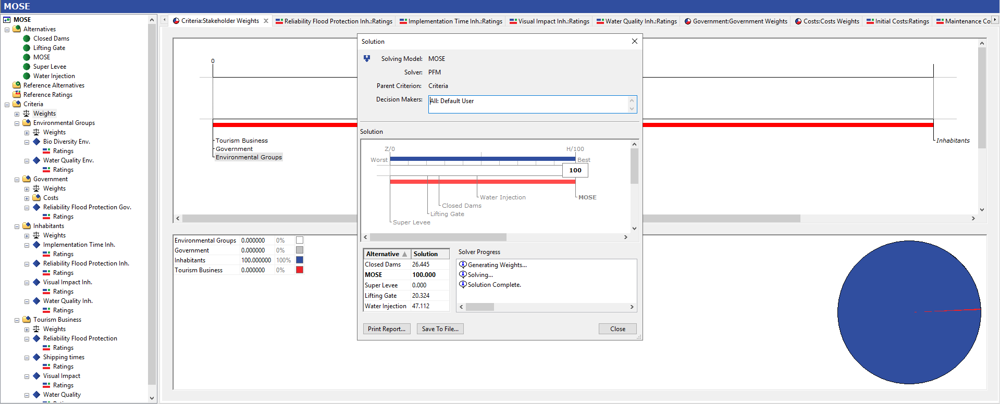 MOSE
MOSE
Alternatives
Closed Dams
Lifting Gate
MOSE
Super Levee
Water Injection
Reference Alternatives
Reference Ratings
Criteria
Weights
Environmental Groups
Weights
Bio Diversity Env.
Ratings
Water Quality Env.
Ratings
Government
Weights
Costs
Reliability Flood Protection Gov.
Ratings
Inhabitants
Weights
Implementation Time Inh.
Ratings
Reliability Flood Protection Inh.
Ratings
Visual Impact Inh.
Ratings
Water Quality Inh.
Ratings
Tourism Business
Weights
Reliability Flood Protection
Ratings
Shipping times
Ratings
Visual Impact
Ratings
Water Quality
Criteria:Stakeholder Weights
Reliability Flood Protection Inh.:Ratings
Implementation Time Inh.:Ratings
Visual Impact Inh.:Ratings
Water Quality Inh.:Ratings
Government:Government Weights
Costs:Costs Weights
Initial Costs:Ratings
Maintenance Co
0
Tourism Business
Government
Environmental Groups
Inhabitants
Environmental Groups 0.000000 0%
Government 0.000000 0%
Inhabitants 100.000000 100%
Tourism Business 0.000000 0%
Solution
Solving Model: MOSE
Solver: PFM
Parent Criterion: Criteria
Decision Makers: All: Default User
Solution
Z/0 H/100
Worst Best
100
Water Injection MOSE
Closed Dams
Lifting Gate
Super Levee
Alternative Solution
Closed Dams 26.445
MOSE 100.000
Super Levee 0.000
Lifting Gate 20.324
Water Injection 47.112
Solver Progress
Generating Weights...
Solving...
Solution Complete.
Print Report...
Save To File...
Close